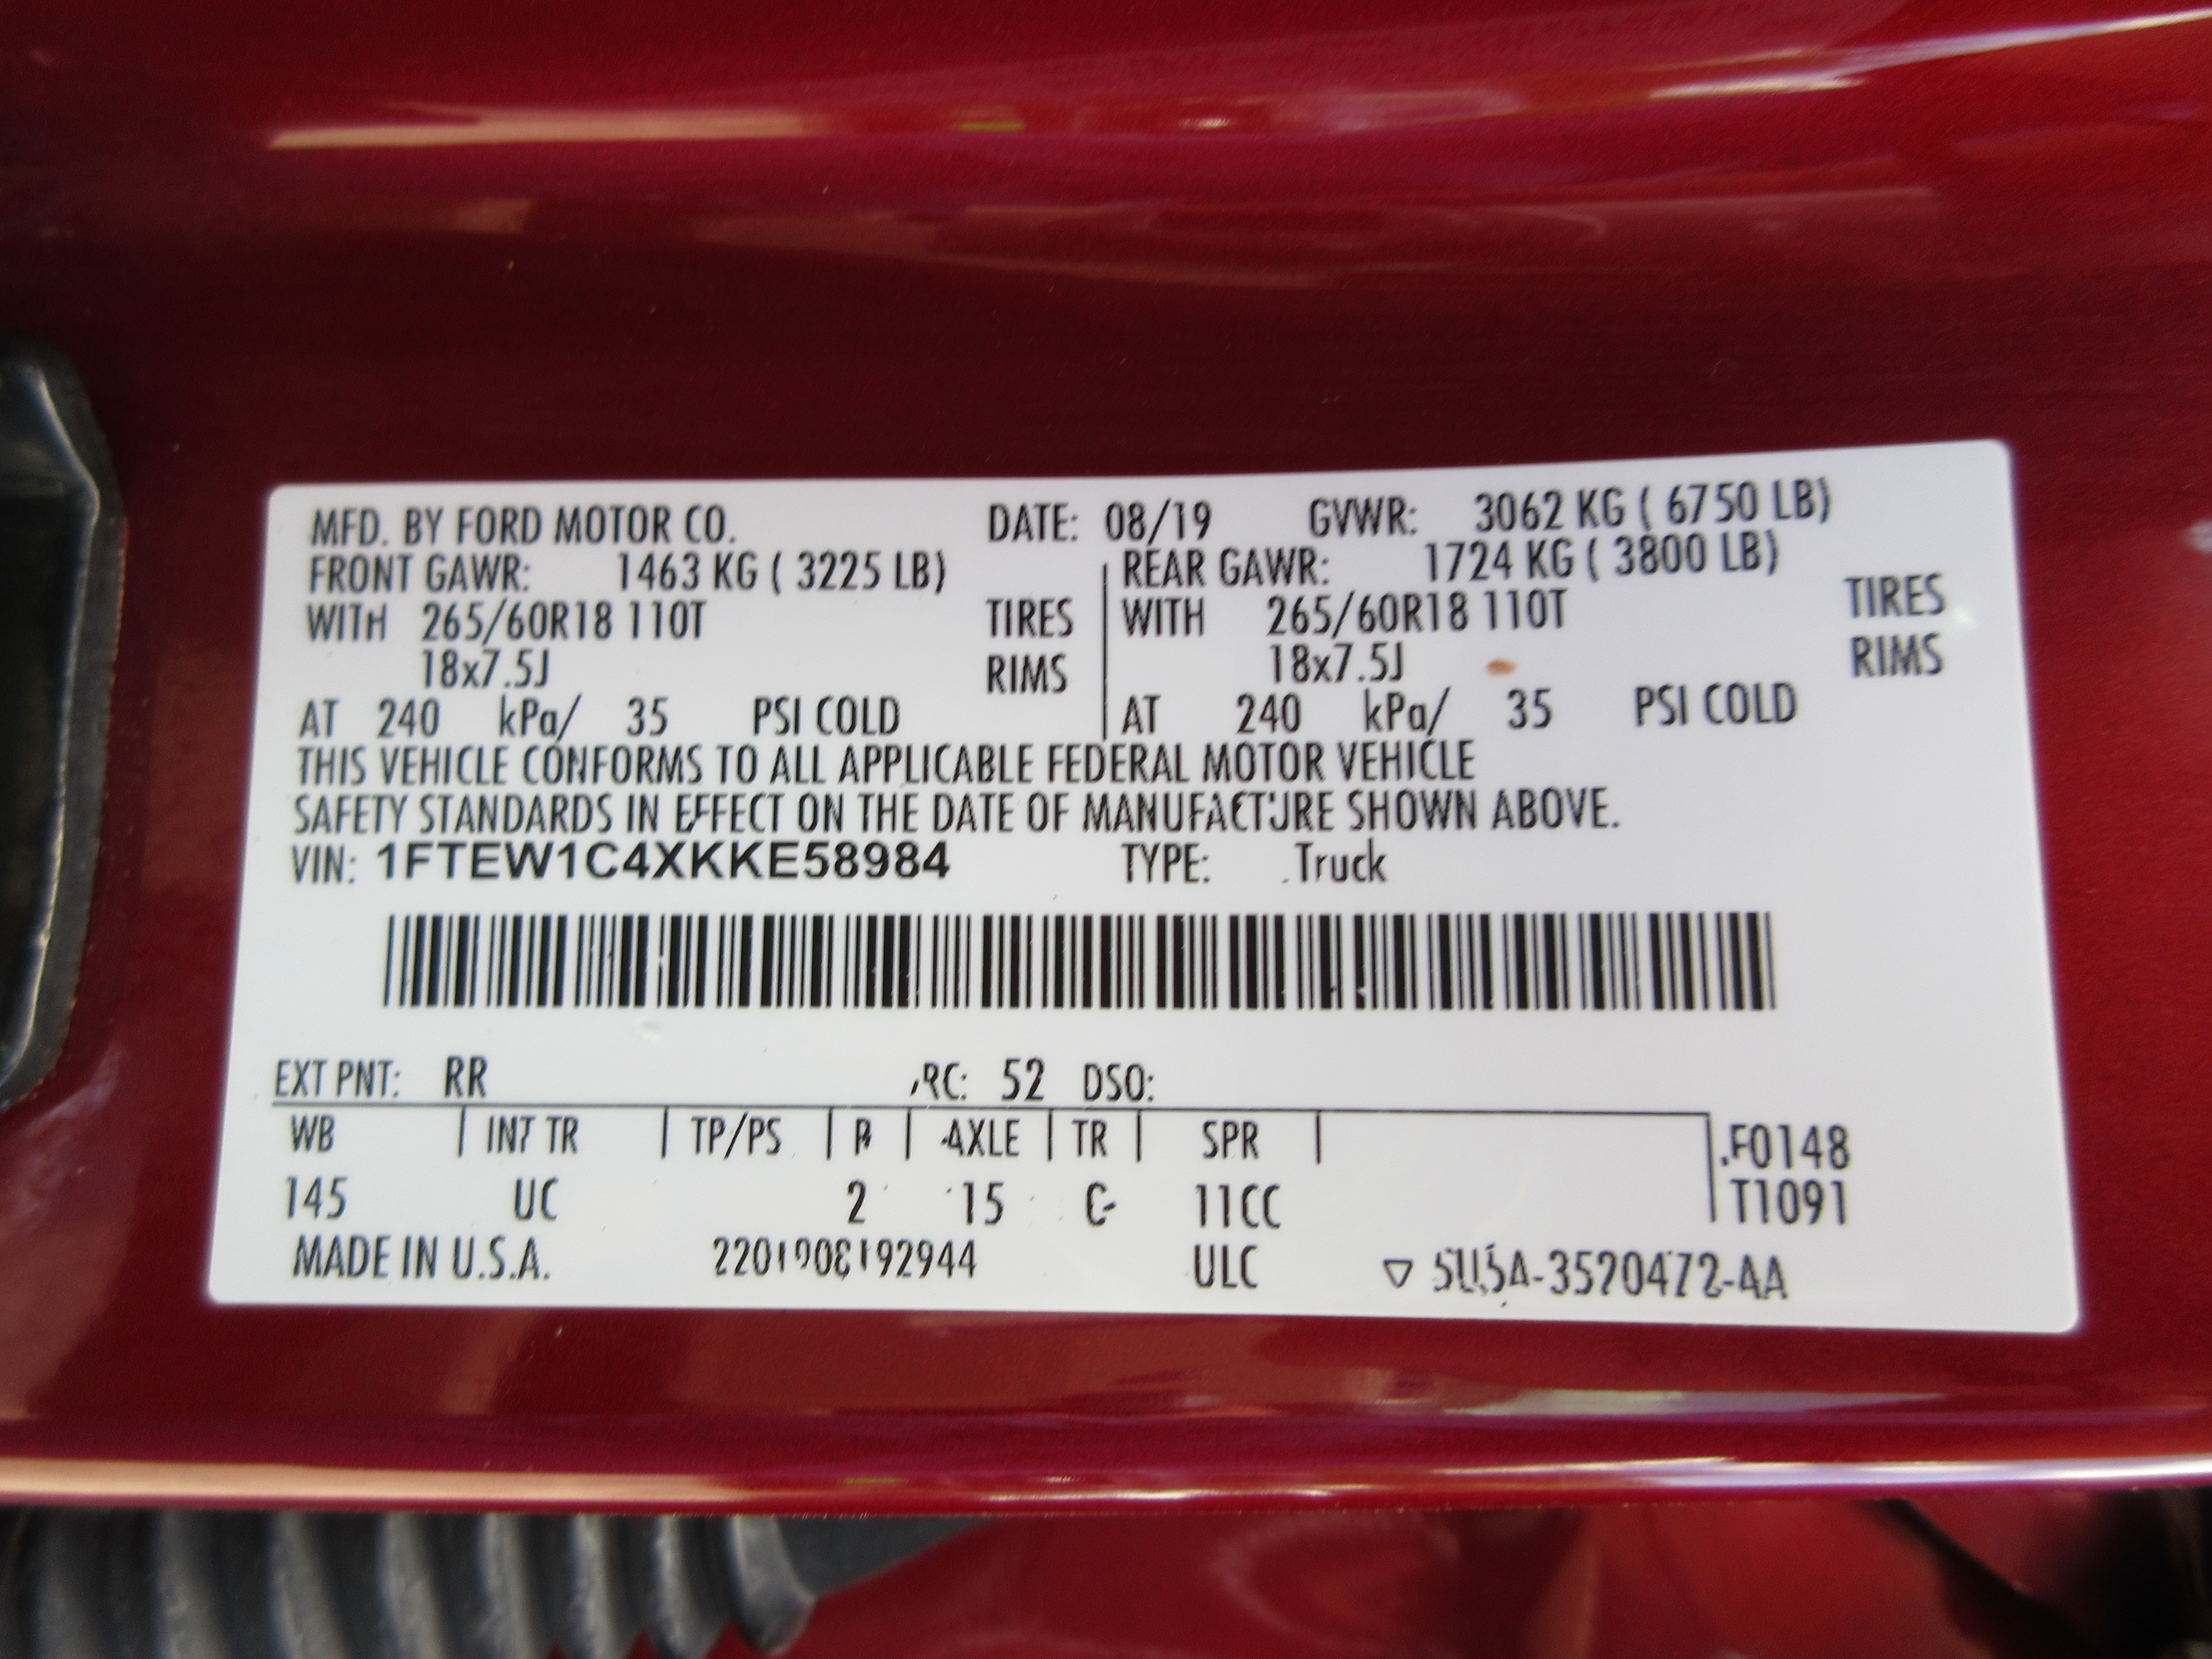 MFD. BY FORD MOTOR CO. DATE: 08/19 GVWR: 3062 KG ( 6750 LB)
FRONT GAWR: 1463 KG ( 3225 LB) REAR GAWR: 1724 KG ( 3800 LB)
WITH 265/60R18 110T TIRES WITH 265/60R18 110T TIRES
18x7.5J RIMS 18x7.5J RIMS
AT 240 kPa/ 35 PSI COLD AT 240 kPa/ 35 PSI COLD
THIS VEHICLE CONFORMS TO ALL APPLICABLE FEDERAL MOTOR VEHICLE
SAFETY STANDARDS IN EFFECT ON THE DATE OF MANUFACTURE SHOWN ABOVE.
VIN: 1FTEW1C4XKKE58984 TYPE: Truck
EXT PNT: RR RC: 52 DSO:
WB INT TR TP/PS R AXLE TR SPR F0148
145 UC 2 15 11CC T1091
MADE IN U.S.A. 2201908192944 ULC ▽ 5U5A-3520472-AA